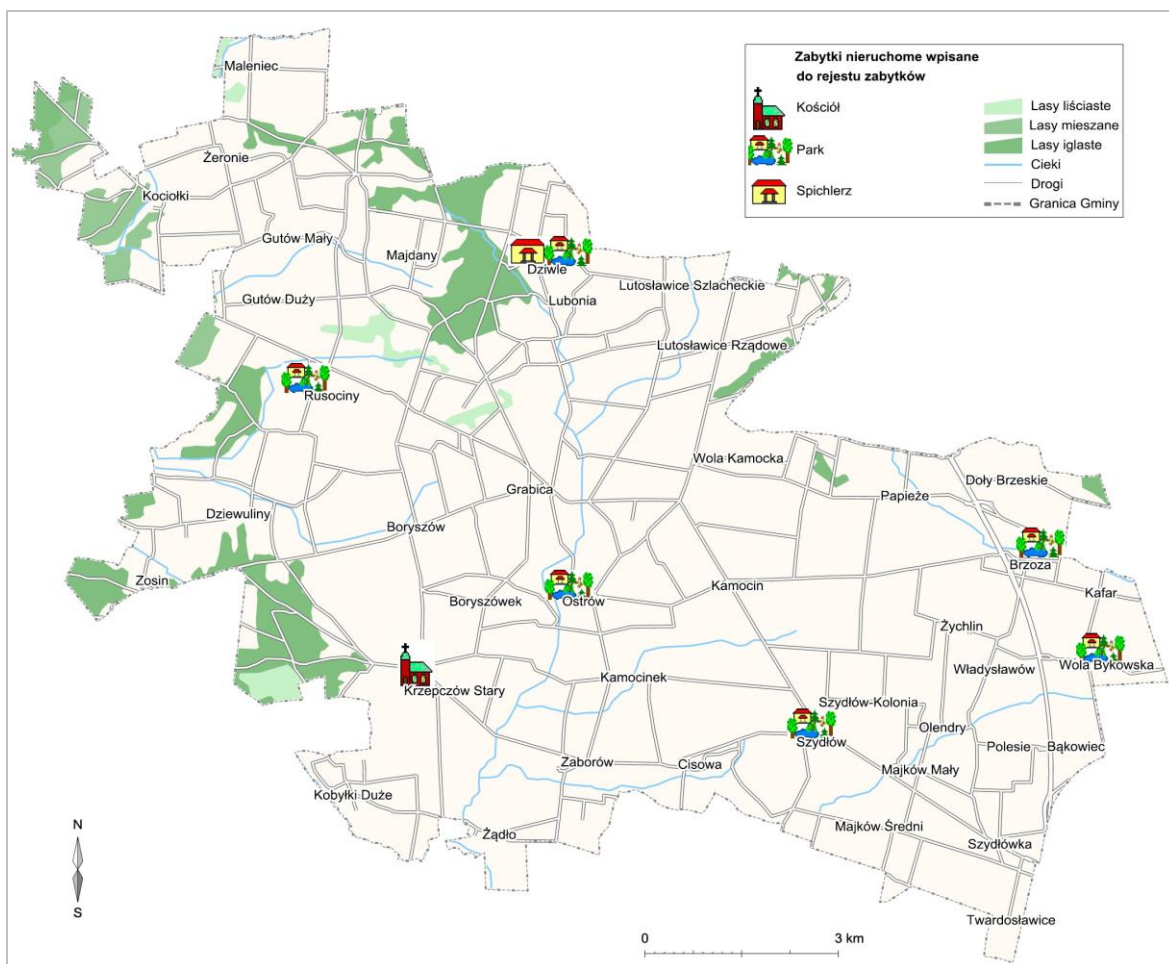 Zabytki nieruchome wpisane
do rejestu zabytków
Kościół
Park
Spichlerz
Lasy liściaste
Lasy mieszane
Lasy iglaste
Cieki
Drogi
Granica Gminy
Maleniec
Żeronie
Kociołki
Gutów Mały
Majdany
Dziwle
Gutów Duży
Lubonia
Lutosławice Szlacheckie
Lutosławice Rządowe
Rusociny
Wola Kamocka
Grabica
Papieże
Doły Brzeskie
Dziewuliny
Boryszów
Brzoza
Zosin
Boryszówek
Ostrów
Kamocin
Kafar
Żychlin
Władysławów
Wola Bykowska
Krzepczów Stary
Kamocinek
Szydłów-Kolonia
Szydłów
Olendry
Polesie
Bąkowiec
Zaborów
Cisowa
Majków Mały
Kobyłki Duże
Żądło
Majków Średni
Szydłówka
Twardosławice
N
S
0
3 km